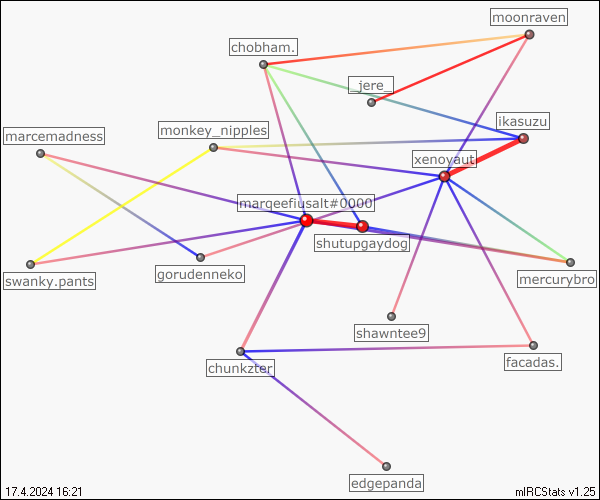 moonraven
chobham.
_jere_
ikasuzu
marcemadness
monkey_nipples
xenoyaut
marqeefiusalt#0000
shutupgaydog
swanky.pants
gorudenneko
mercurybro
shawntee9
facadas.
chunkzter
edgepanda
17.4.2024 16:21
mIRCStats v1.25